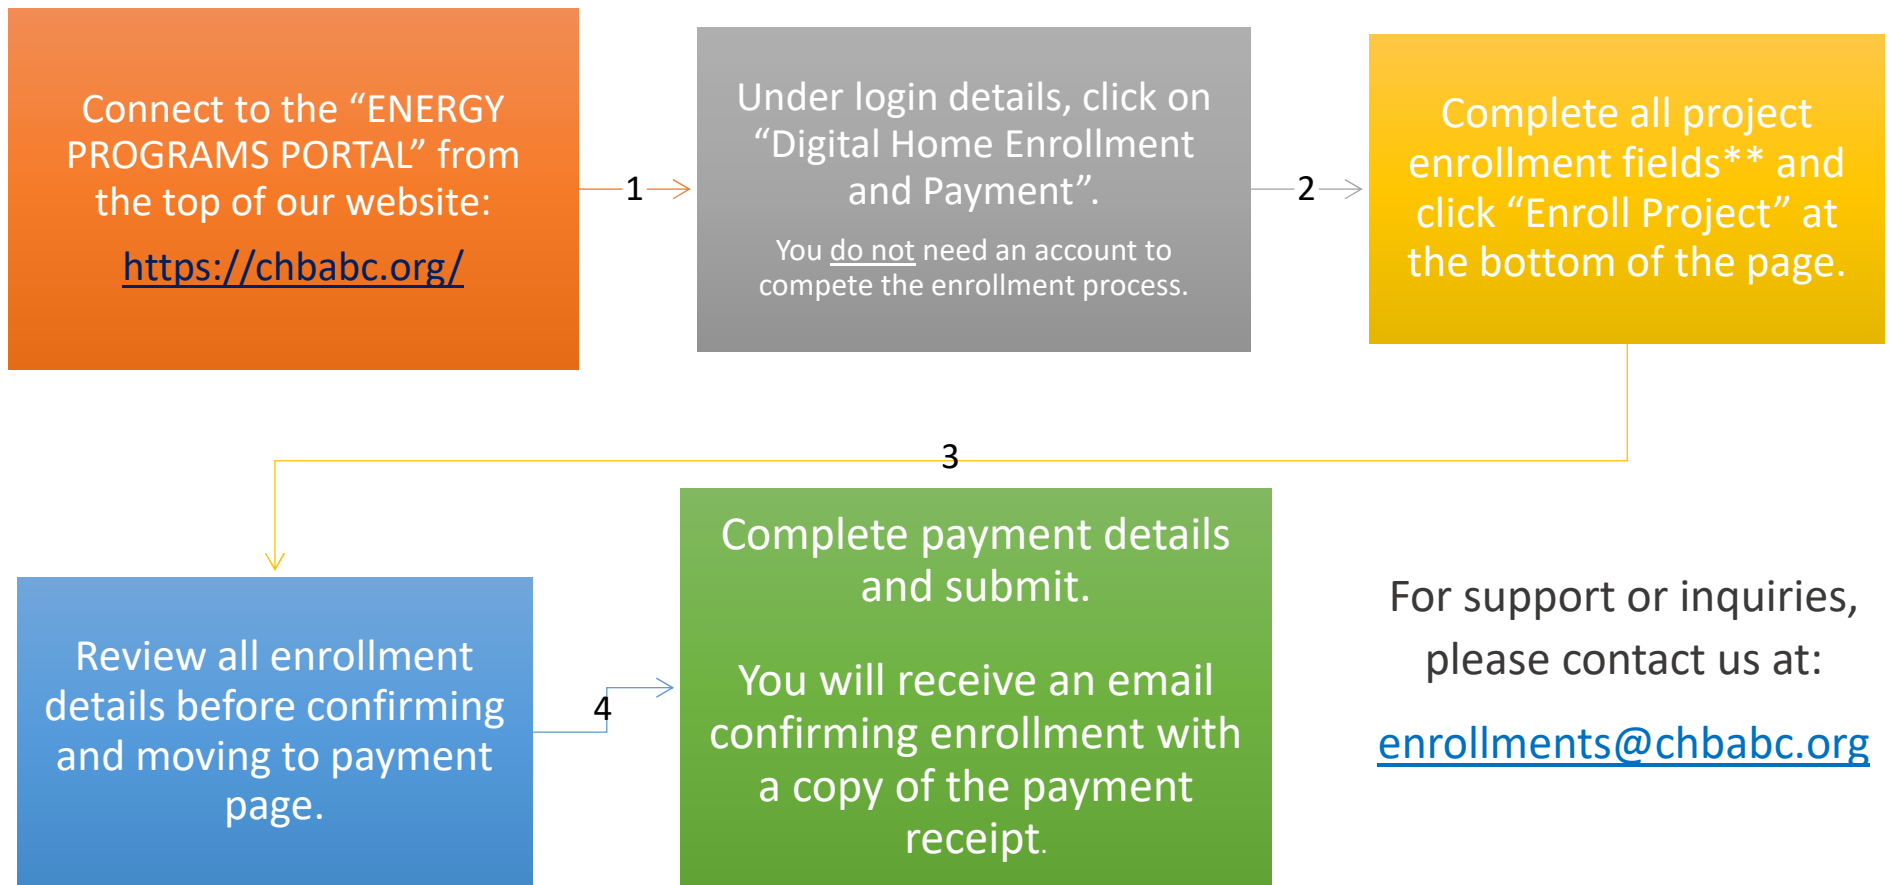 Connect to the “ENERGY
PROGRAMS PORTAL” from
the top of our website:
https://chbabc.org/
1
Under login details, click on
“Digital Home Enrollment
and Payment”.
You do not need an account to
compete the enrollment process.
2
Complete all project
enrollment fields** and
click “Enroll Project” at
the bottom of the page.
3
Review all enrollment
details before confirming
and moving to payment
page.
4
Complete payment details
and submit.
You will receive an email
confirming enrollment with
a copy of the payment
receipt.
For support or inquiries,
please contact us at:
enrollments@chbabc.org